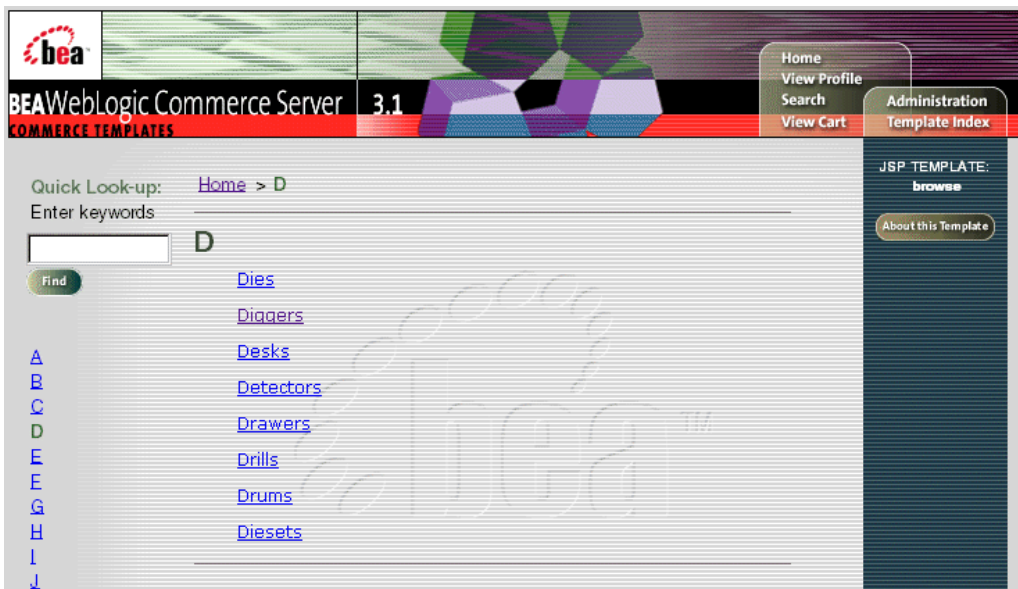 bea
Home
View Profile
Search
View Cart
Administration
Template Index
BEA WebLogic Commerce Server 3.1
COMMERCE TEMPLATES
JSP TEMPLATE:
browse
About this Template
Quick Look-up:
Enter keywords
Find
A
B
C
D
E
F
G
H
I
J
Home > D
D
Dies
Diggers
Desks
Detectors
Drawers
Drills
Drums
Diesets
bea TM